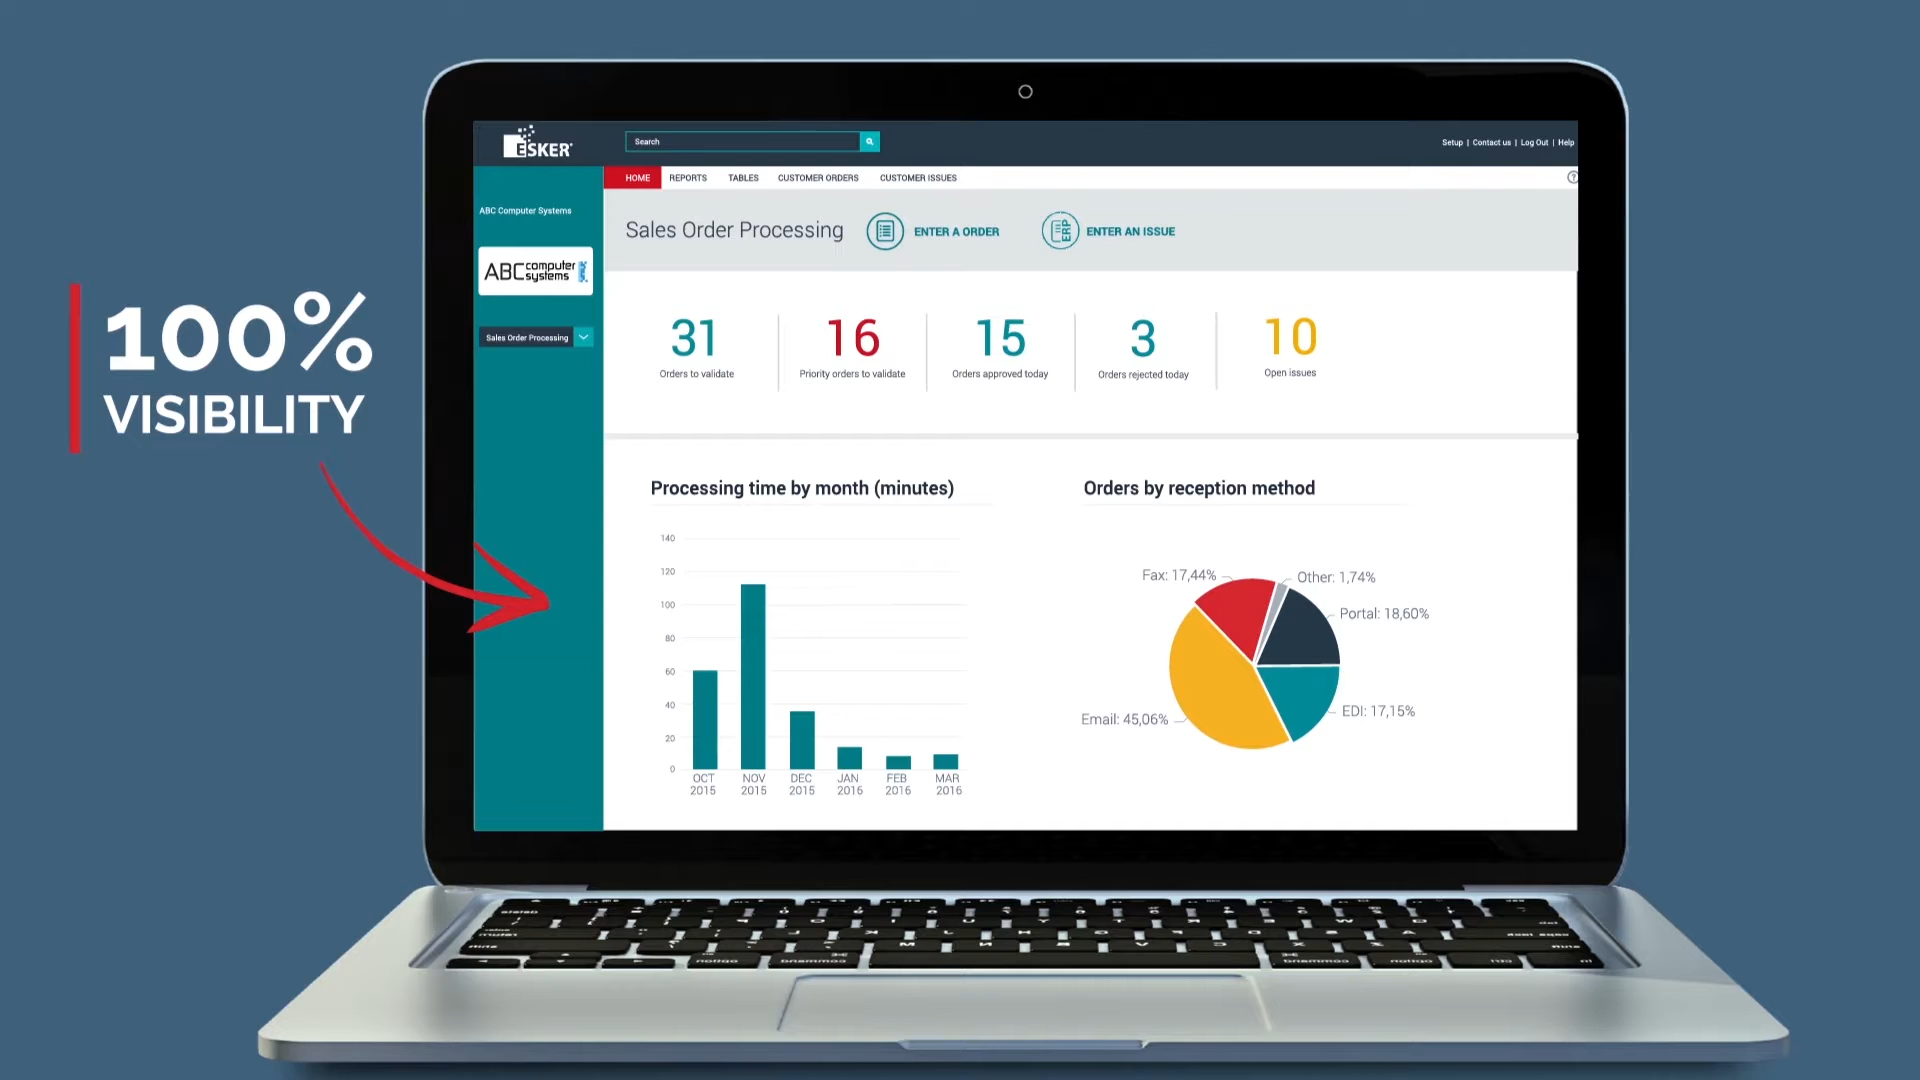 100%
VISIBILITY
ESKER
Search
Setup | Contact us | Log Out | Help
HOME REPORTS TABLES CUSTOMER ORDERS CUSTOMER ISSUES
ABC Computer Systems
ABC computer systems
Sales Order Processing
Sales Order Processing
ENTER A ORDER
ERP
ENTER AN ISSUE
31
Orders to validate
16
Priority orders to validate
15
Orders approved today
3
Orders rejected today
10
Open issues
Processing time by month (minutes)
140
120
100
80
60
40
20
0
OCT 2015
NOV 2015
DEC 2015
JAN 2016
FEB 2016
MAR 2016
Orders by reception method
Fax: 17,44%
Other: 1,74%
Portal: 18,60%
Email: 45,06%
EDI: 17,15%